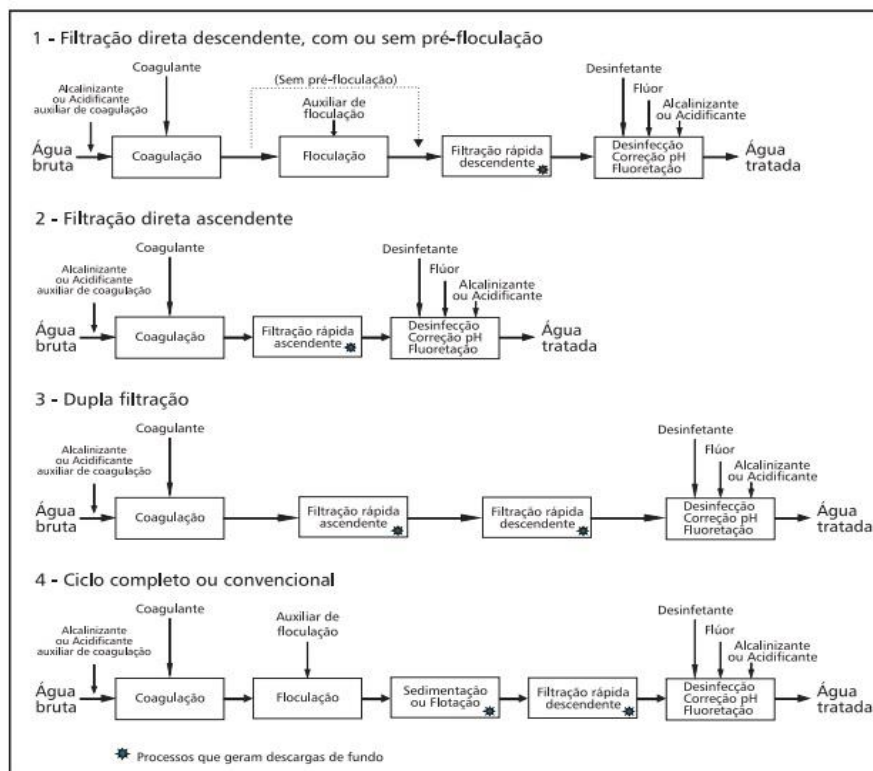 1 - Filtração direta descendente, com ou sem pré-floculação
Coagulante
Alcalinizante
ou Acidificante
auxiliar de coagulação
(Sem pré-floculação)
Auxiliar de
floculação
Desinfetante
Flúor
Alcalinizante
ou Acidificante
Água
bruta
Coagulação
Floculação
Filtração rápida
descendente
Desinfecção
Correção pH
Fluoretação
Água
tratada
2 - Filtração direta ascendente
Coagulante
Alcalinizante
ou Acidificante
auxiliar de coagulação
Desinfetante
Flúor
Alcalinizante
ou Acidificante
Água
bruta
Coagulação
Filtração rápida
ascendente
Desinfecção
Correção pH
Fluoretação
Água
tratada
3 - Dupla filtração
Coagulante
Alcalinizante
ou Acidificante
auxiliar de coagulação
Desinfetante
Flúor
Alcalinizante
ou Acidificante
Água
bruta
Coagulação
Filtração rápida
ascendente
Filtração rápida
descendente
Desinfecção
Correção pH
Fluoretação
Água
tratada
4 - Ciclo completo ou convencional
Coagulante
Alcalinizante
ou Acidificante
auxiliar de coagulação
Auxiliar de
floculação
Desinfetante
Flúor
Alcalinizante
ou Acidificante
Água
bruta
Coagulação
Floculação
Sedimentação
ou Flotação
Filtração rápida
descendente
Desinfecção
Correção pH
Fluoretação
Água
tratada
Processos que geram descargas de fundo